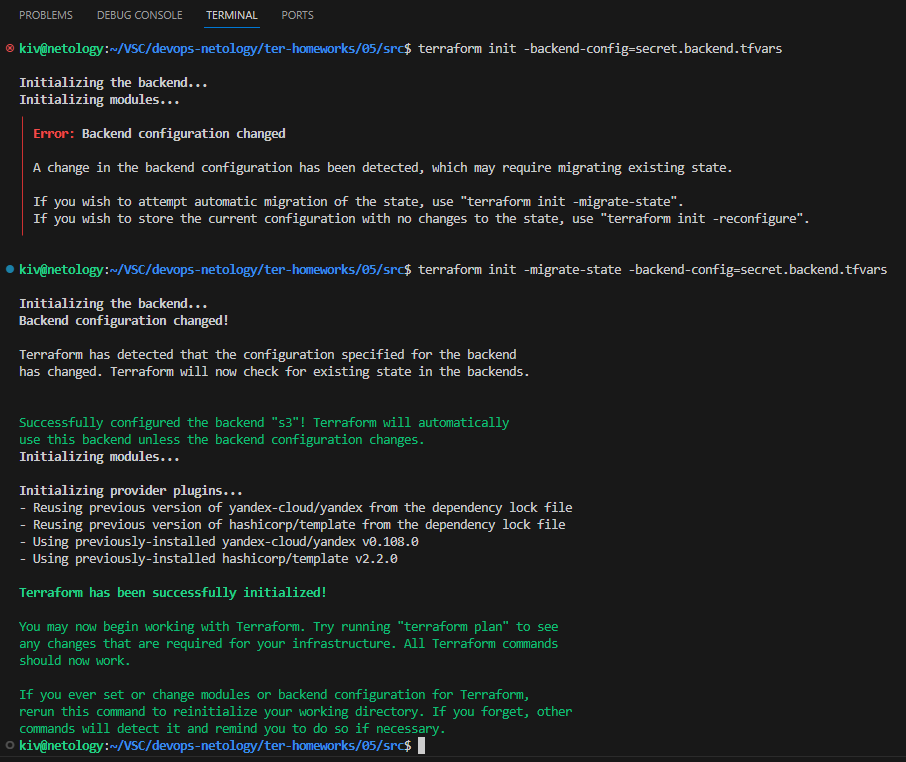 PROBLEMS DEBUG CONSOLE TERMINAL PORTS
kiv@netology:~/VSC/devops-netology/ter-homeworks/05/src$ terraform init -backend-config=secret.backend.tfvars
Initializing the backend...
Initializing modules...
Error: Backend configuration changed
A change in the backend configuration has been detected, which may require migrating existing state.
If you wish to attempt automatic migration of the state, use "terraform init -migrate-state".
If you wish to store the current configuration with no changes to the state, use "terraform init -reconfigure".
kiv@netology:~/VSC/devops-netology/ter-homeworks/05/src$ terraform init -migrate-state -backend-config=secret.backend.tfvars
Initializing the backend...
Backend configuration changed!
Terraform has detected that the configuration specified for the backend
has changed. Terraform will now check for existing state in the backends.
Successfully configured the backend "s3"! Terraform will automatically
use this backend unless the backend configuration changes.
Initializing modules...
Initializing provider plugins...
- Reusing previous version of yandex-cloud/yandex from the dependency lock file
- Reusing previous version of hashicorp/template from the dependency lock file
- Using previously-installed yandex-cloud/yandex v0.108.0
- Using previously-installed hashicorp/template v2.2.0
Terraform has been successfully initialized!
You may now begin working with Terraform. Try running "terraform plan" to see
any changes that are required for your infrastructure. All Terraform commands
should now work.
If you ever set or change modules or backend configuration for Terraform,
rerun this command to reinitialize your working directory. If you forget, other
commands will detect it and remind you to do so if necessary.
kiv@netology:~/VSC/devops-netology/ter-homeworks/05/src$